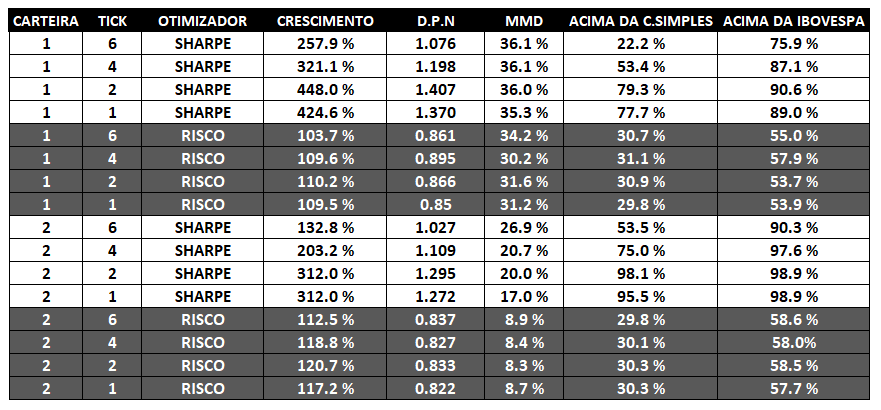 CARTEIRA TICK OTIMIZADOR CRESCIMENTO D.P.N MMD ACIMA DA C.SIMPLES ACIMA DA IBOVESPA
1 6 SHARPE 257.9 % 1.076 36.1 % 22.2 % 75.9 %
1 4 SHARPE 321.1 % 1.198 36.1 % 53.4 % 87.1 %
1 2 SHARPE 448.0 % 1.407 36.0 % 79.3 % 90.6 %
1 1 SHARPE 424.6 % 1.370 35.3 % 77.7 % 89.0 %
1 6 RISCO 103.7 % 0.861 34.2 % 30.7 % 55.0 %
1 4 RISCO 109.6 % 0.895 30.2 % 31.1 % 57.9 %
1 2 RISCO 110.2 % 0.866 31.6 % 30.9 % 53.7 %
1 1 RISCO 109.5 % 0.85 31.2 % 29.8 % 53.9 %
2 6 SHARPE 132.8 % 1.027 26.9 % 53.5 % 90.3 %
2 4 SHARPE 203.2 % 1.109 20.7 % 75.0 % 97.6 %
2 2 SHARPE 312.0 % 1.295 20.0 % 98.1 % 98.9 %
2 1 SHARPE 312.0 % 1.272 17.0 % 95.5 % 98.9 %
2 6 RISCO 112.5 % 0.837 8.9 % 29.8 % 58.6 %
2 4 RISCO 118.8 % 0.827 8.4 % 30.1 % 58.0%
2 2 RISCO 120.7 % 0.833 8.3 % 30.3 % 58.5 %
2 1 RISCO 117.2 % 0.822 8.7 % 30.3 % 57.7 %